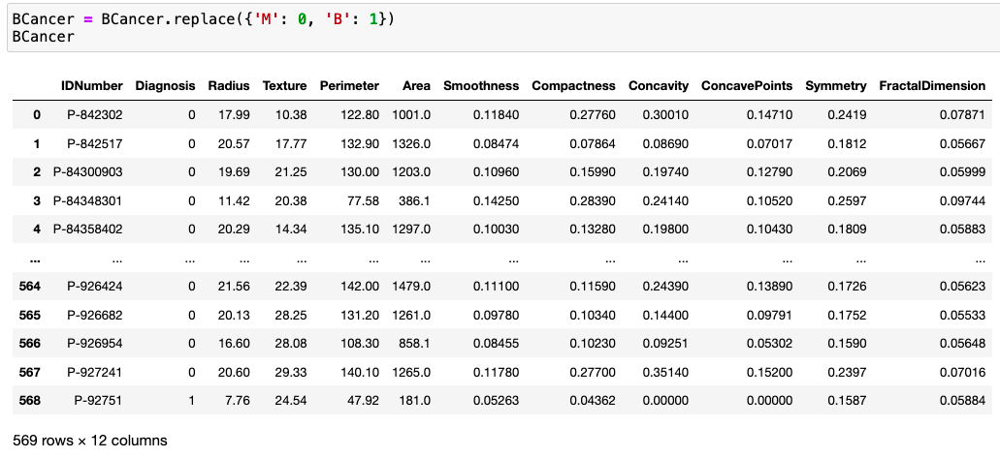 BCancer = BCancer.replace({'M': 0, 'B': 1})
BCancer
IDNumber Diagnosis Radius Texture Perimeter Area Smoothness Compactness Concavity ConcavePoints Symmetry FractalDimension
0 P-842302 0 17.99 10.38 122.80 1001.0 0.11840 0.27760 0.30010 0.14710 0.2419 0.07871
1 P-842517 0 20.57 17.77 132.90 1326.0 0.08474 0.07864 0.08690 0.07017 0.1812 0.05667
2 P-84300903 0 19.69 21.25 130.00 1203.0 0.10960 0.15990 0.19740 0.12790 0.2069 0.05999
3 P-84348301 0 11.42 20.38 77.58 386.1 0.14250 0.28390 0.24140 0.10520 0.2597 0.09744
4 P-84358402 0 20.29 14.34 135.10 1297.0 0.10030 0.13280 0.19800 0.10430 0.1809 0.05883
... ... ... ... ... ... ... ... ... ... ... ... ...
564 P-926424 0 21.56 22.39 142.00 1479.0 0.11100 0.11590 0.24390 0.13890 0.1726 0.05623
565 P-926682 0 20.13 28.25 131.20 1261.0 0.09780 0.10340 0.14400 0.09791 0.1752 0.05533
566 P-926954 0 16.60 28.08 108.30 858.1 0.08455 0.10230 0.09251 0.05302 0.1590 0.05648
567 P-927241 0 20.60 29.33 140.10 1265.0 0.11780 0.27700 0.35140 0.15200 0.2397 0.07016
568 P-92751 1 7.76 24.54 47.92 181.0 0.05263 0.04362 0.00000 0.00000 0.1587 0.05884
569 rows × 12 columns